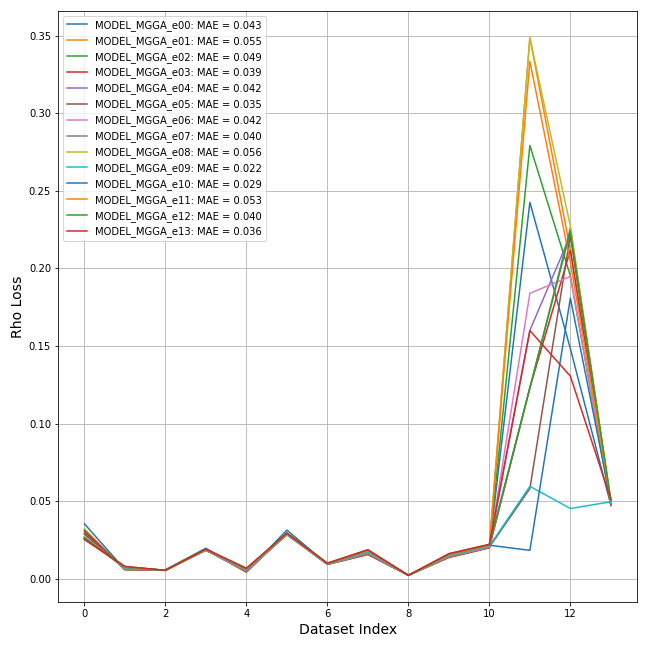 MODEL_MGGA_e00: MAE = 0.043
MODEL_MGGA_e01: MAE = 0.055
MODEL_MGGA_e02: MAE = 0.049
MODEL_MGGA_e03: MAE = 0.039
MODEL_MGGA_e04: MAE = 0.042
MODEL_MGGA_e05: MAE = 0.035
MODEL_MGGA_e06: MAE = 0.042
MODEL_MGGA_e07: MAE = 0.040
MODEL_MGGA_e08: MAE = 0.056
MODEL_MGGA_e09: MAE = 0.022
MODEL_MGGA_e10: MAE = 0.029
MODEL_MGGA_e11: MAE = 0.053
MODEL_MGGA_e12: MAE = 0.040
MODEL_MGGA_e13: MAE = 0.036
Rho Loss
0.35
0.30
0.25
0.20
0.15
0.10
0.05
0.00
0 2 4 6 8 10 12
Dataset Index